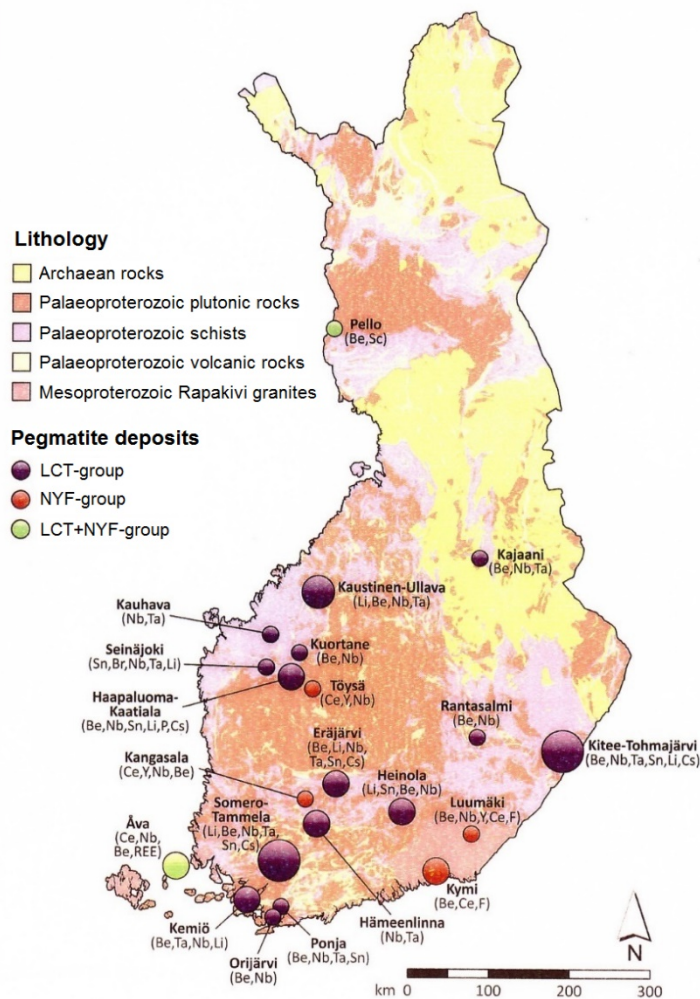 Lithology
Archaean rocks
Palaeoproterozoic plutonic rocks
Palaeoproterozoic schists
Palaeoproterozoic volcanic rocks
Mesoproterozoic Rapakivi granites
Pegmatite deposits
LCT-group
NYF-group
LCT+NYF-group
Pello
(Be,Sc)
Kajaani
(Be,Nb,Ta)
Kaustinen-Ullava
(Li,Be,Nb,Ta)
Kauhava
(Nb,Ta)
Kuortane
(Be,Nb)
Seinäjoki
(Sn,Br,Nb,Ta,Li)
Töysä
(Ce,Y,Nb)
Haapaluoma-
Kaatiala
(Be,Nb,Sn,Li,P,Cs)
Rantasalmi
(Be,Nb)
Eräjärvi
(Be,Li,Nb,
Ta,Sn,Cs)
Kitee-Tohmajärvi
(Be,Nb,Ta,Sn,Li,Cs)
Kangasala
(Ce,Y,Nb,Be)
Heinola
(Li,Sn,Be,Nb)
Somero-
Tammela
(Li,Be,Nb,Ta,
Sn,Cs)
Luumäki
(Be,Nb,Y,Ce,F)
Åva
(Ce,Nb,
Be,REE)
Kymi
(Be,Ce,F)
Hämeenlinna
(Nb,Ta)
Kemiö
(Be,Ta,Nb,Li)
Ponja
(Be,Nb,Ta,Sn)
Orijärvi
(Be,Nb)
N
km 0 100 200 300